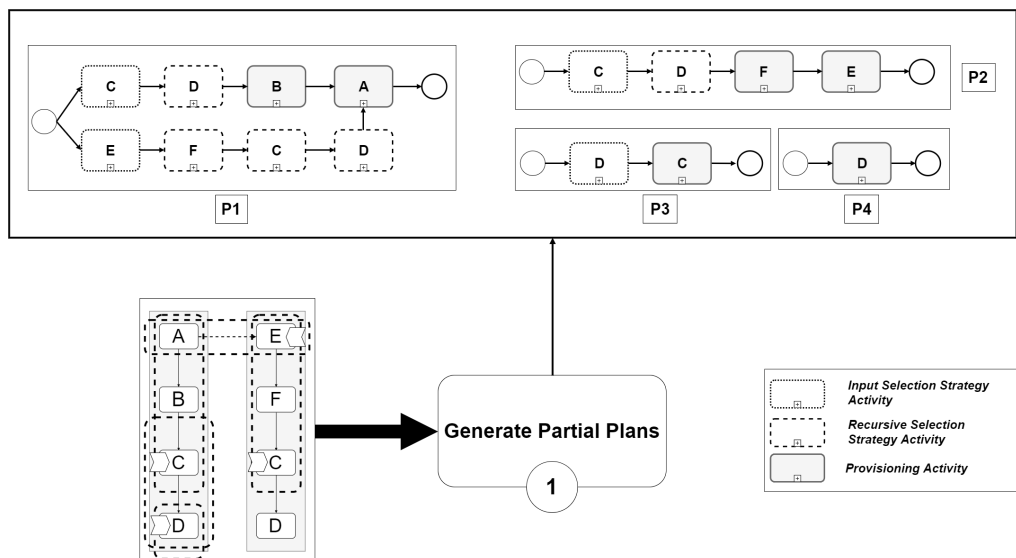 C D B A
E F C D
P1
C D F E
P2
D C
P3
D
P4
A E
B F
C C
D D
Generate Partial Plans
1
Input Selection Strategy
Activity
Recursive Selection
Strategy Activity
Provisioning Activity